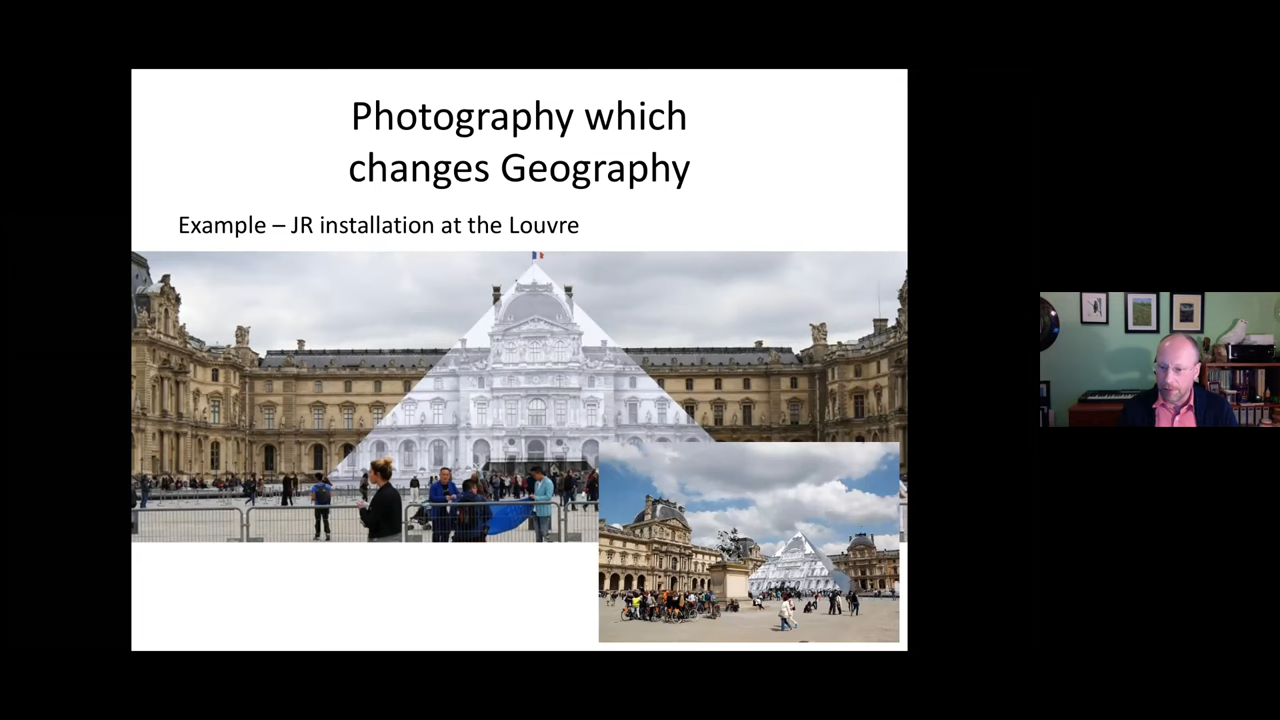 Photography which
changes Geography
Example – JR installation at the Louvre